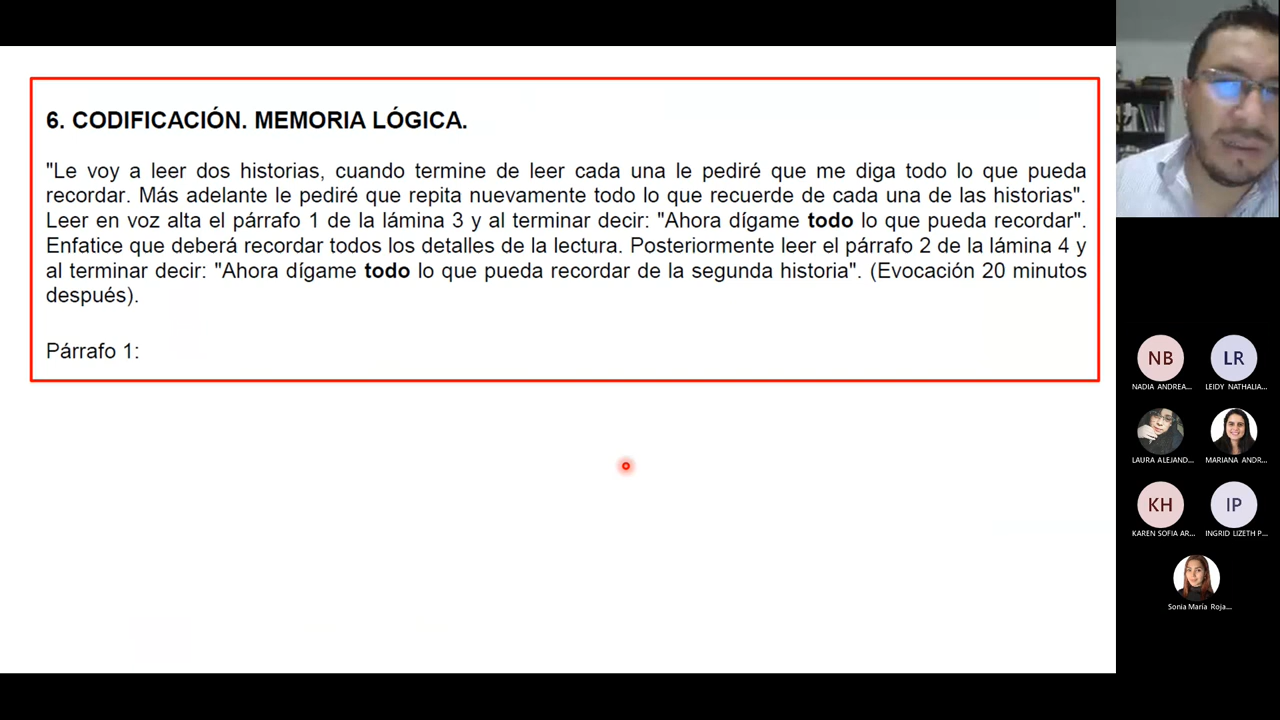 6. CODIFICACIÓN. MEMORIA LÓGICA.
"Le voy a leer dos historias, cuando termine de leer cada una le pediré que me diga todo lo que pueda
recordar. Más adelante le pediré que repita nuevamente todo lo que recuerde de cada una de las historias".
Leer en voz alta el párrafo 1 de la lámina 3 y al terminar decir: "Ahora dígame todo lo que pueda recordar".
Enfatice que deberá recordar todos los detalles de la lectura. Posteriormente leer el párrafo 2 de la lámina 4 y
al terminar decir: "Ahora dígame todo lo que pueda recordar de la segunda historia". (Evocación 20 minutos
después).
Párrafo 1:
NB
LR
NADIA ANDREA...
LEIDY NATHALIA...
LAURA ALEJAND...
MARIANA ANDR...
KH
IP
KAREN SOFIA AR...
INGRID LIZETH P...
Sonia María Roja...